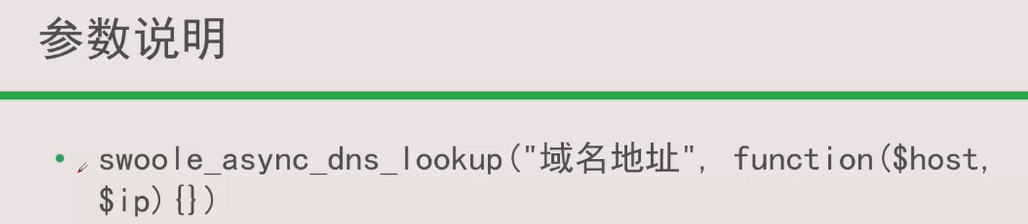 参数说明
swoole_async_dns_lookup("域名地址", function($host,
$ip){})